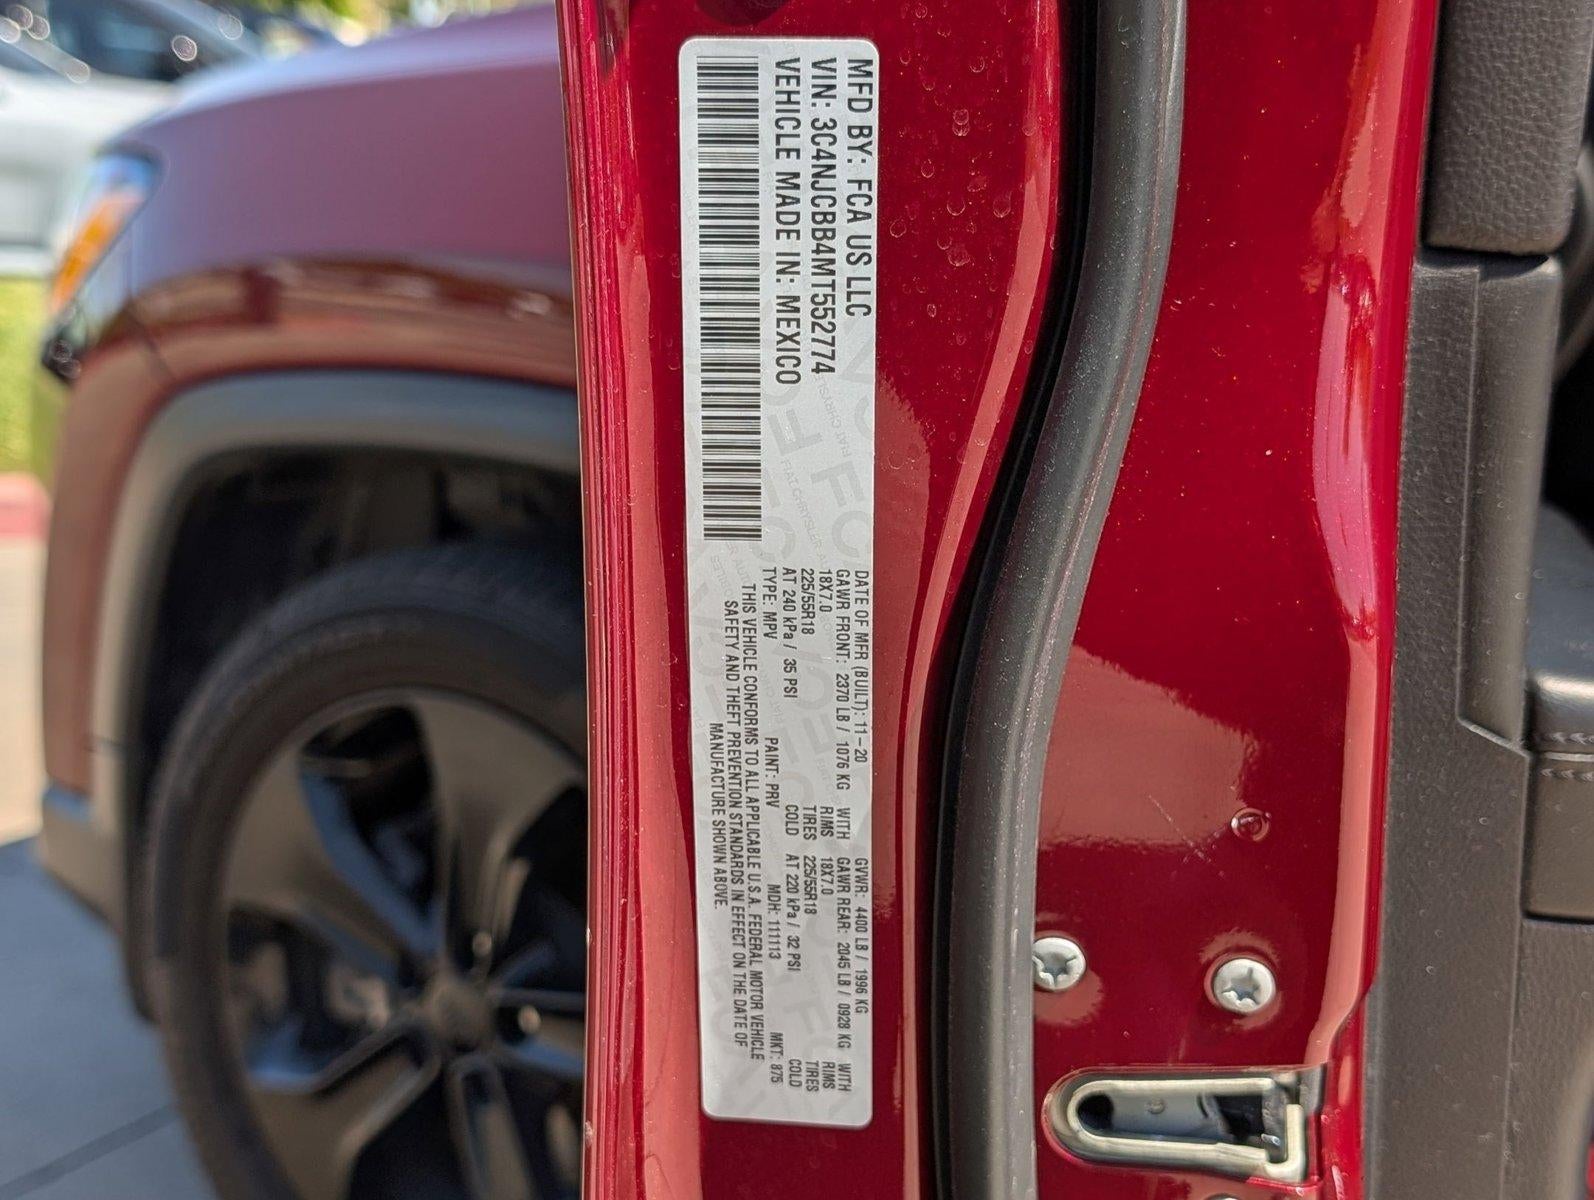 MFD BY: FCA US LLC
VIN: 3C4NJCBB4MT552774
VEHICLE MADE IN: MEXICO
DATE OF MFR (BUILT): 11-20 GVWR: 4400 LB / 1996 KG
GAWR FRONT: 2370 LB / 1076 KG WITH GAWR REAR: 2045 LB / 0928 KG WITH
18X7.0 RIMS 18X7.0 RIMS
225/55R18 TIRES 225/55R18 TIRES
AT 240 kPa / 35 PSI COLD AT 220 kPa / 32 PSI COLD
TYPE: MPV PAINT: PRV MDH: 111113 MKT: 875
THIS VEHICLE CONFORMS TO ALL APPLICABLE U.S.A. FEDERAL MOTOR VEHICLE
SAFETY AND THEFT PREVENTION STANDARDS IN EFFECT ON THE DATE OF
MANUFACTURE SHOWN ABOVE.